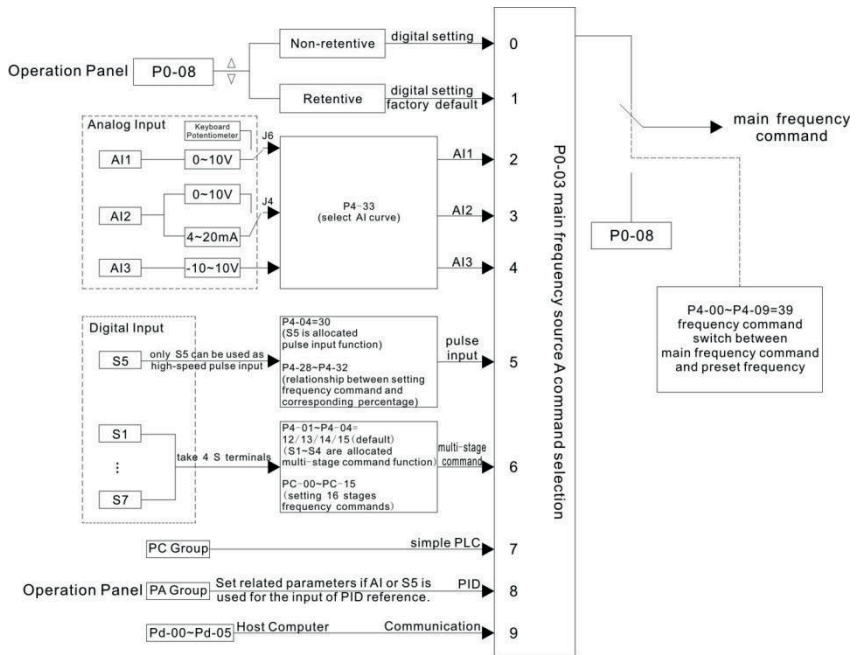 Operation Panel
P0-08
△
▽
Non-retentive
digital setting
0
Retentive
digital setting
factory default
1
Analog Input
Keyboard
Potentiometer
J6
AI1
0~10V
AI2
0~10V
4~20mA
J4
AI3
-10~10V
P4-33
(select AI curve)
AI1
2
AI2
3
AI3
4
Digital Input
S5
only S5 can be used as
high-speed pulse input
P4-04=30
(S5 is allocated
pulse input function)
P4-28~P4-32
(relationship between setting
frequency command and
corresponding percentage)
pulse
input
5
S1
⋮
S7
take 4 S terminals
P4-01~P4-04=
12/13/14/15(default)
(S1~S4 are allocated
multi-stage command function)
PC-00~PC-15
(setting 16 stages
frequency commands)
multi-stage
command
6
PC Group
simple PLC
7
Operation Panel
PA Group
Set related parameters if AI or S5 is
used for the input of PID reference.
PID
8
Pd-00~Pd-05
Host Computer
Communication
9
P0-03 main frequency source A command selection
main frequency
command
P0-08
P4-00~P4-09=39
frequency command
switch between
main frequency command
and preset frequency